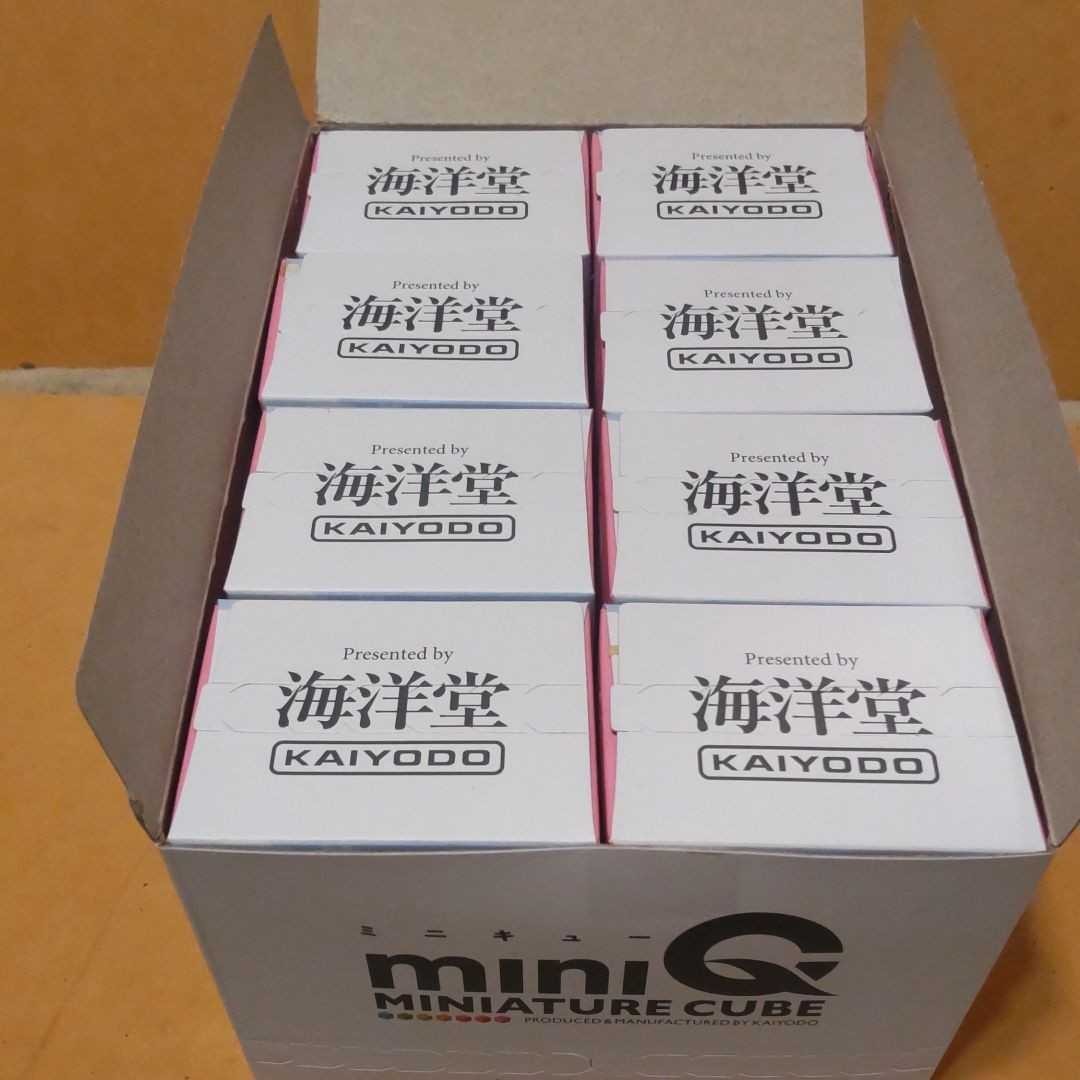 Presented by
海洋堂
KAIYODO
Presented by
海洋堂
KAIYODO
Presented by
海洋堂
KAIYODO
Presented by
海洋堂
KAIYODO
Presented by
海洋堂
KAIYODO
Presented by
海洋堂
KAIYODO
Presented by
海洋堂
KAIYODO
Presented by
海洋堂
KAIYODO
ミニキュー
miniQ
MINIATURE CUBE
PRODUCED&MANUFACTURED BY KAIYODO